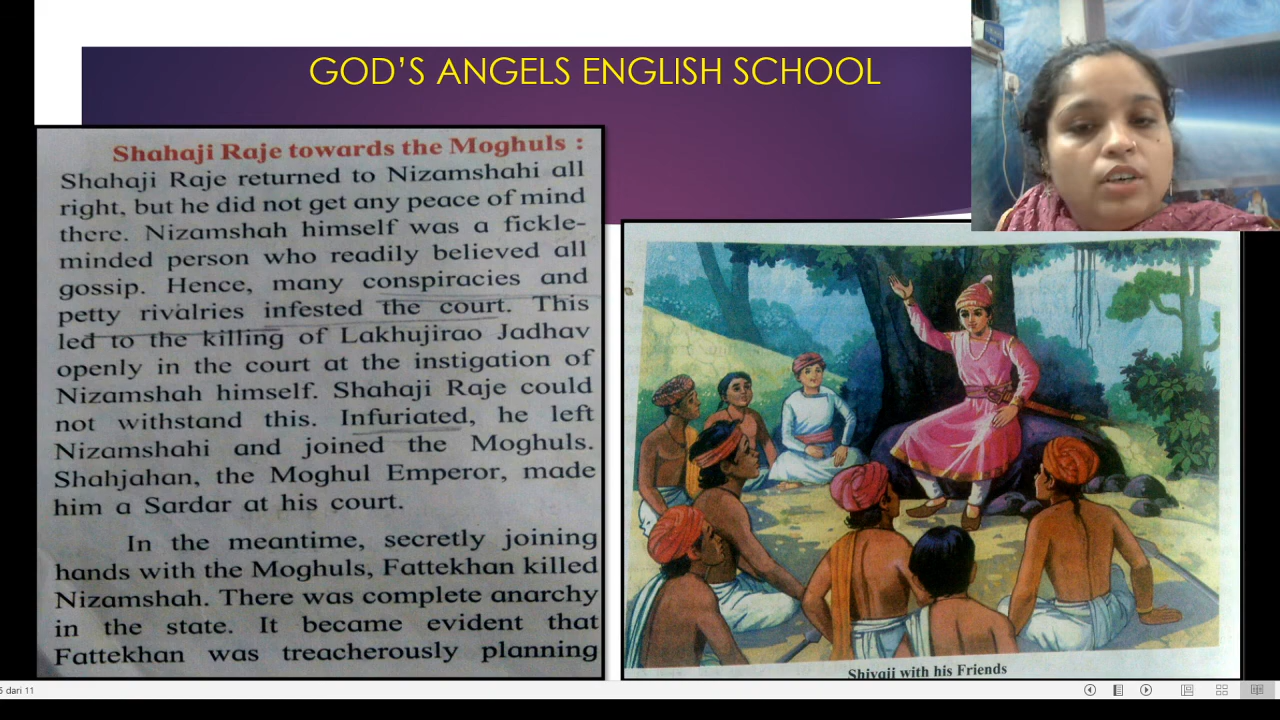 GOD'S ANGELS ENGLISH SCHOOL
Shahaji Raje towards the Moghuls :
Shahaji Raje returned to Nizamshahi all
right, but he did not get any peace of mind
there. Nizamshah himself was a fickle-
minded person who readily believed all
gossip. Hence, many conspiracies and
petty rivalries infested the court. This
led to the killing of Lakhujirao Jadhav
openly in the court at the instigation of
Nizamshah himself. Shahaji Raje could
not withstand this. Infuriated, he left
Nizamshahi and joined the Moghuls.
Shahjahan, the Moghul Emperor, made
him a Sardar at his court.
In the meantime, secretly joining
hands with the Moghuls, Fattekhan killed
Nizamshah. There was complete anarchy
in the state. It became evident that
Fattekhan was treacherously planning
Shivaji with his Friends
dari 11